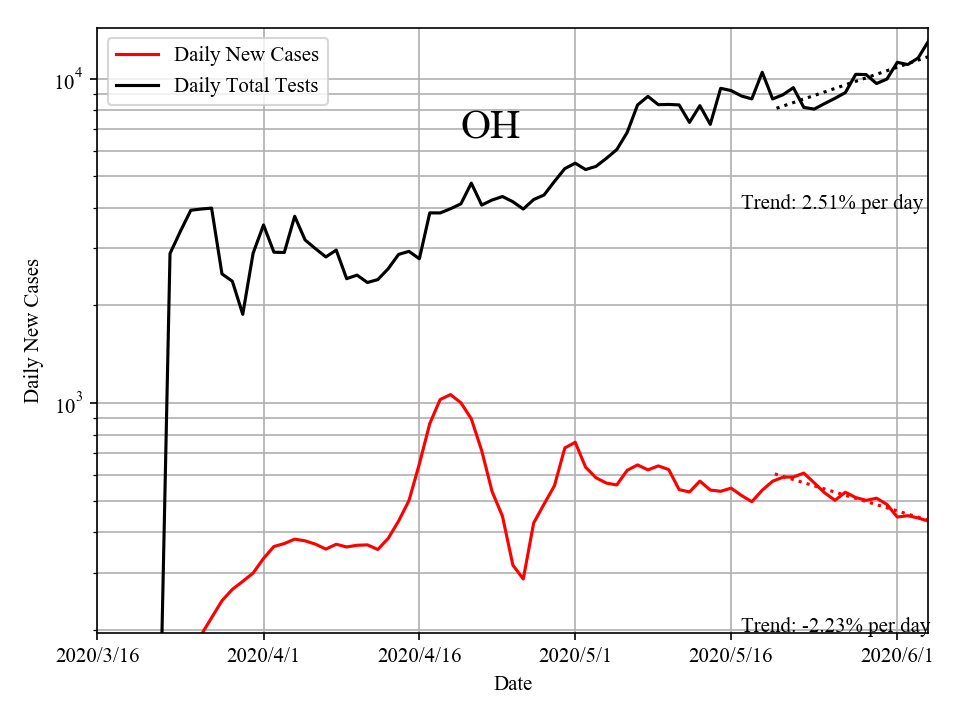 Daily New Cases
Daily Total Tests
OH
10^4
Trend: 2.51% per day
Daily New Cases
10^3
Trend: -2.23% per day
2020/3/16 2020/4/1 2020/4/16 2020/5/1 2020/5/16 2020/6/1
Date